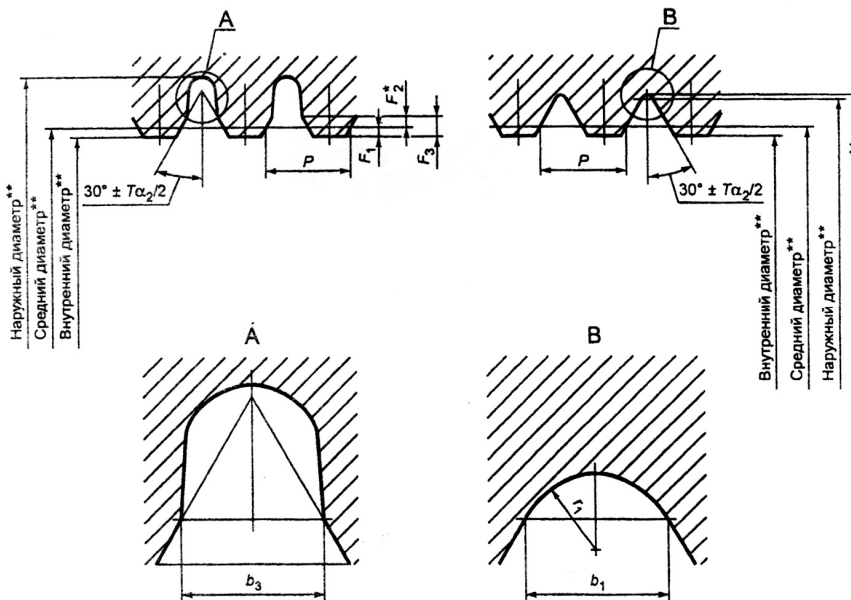 A
B
F₂*
F₁
F₃
P
P
30° ± Tα₂/2
30° ± Tα₂/2
Наружный диаметр**
Средний диаметр**
Внутренний диаметр**
Внутренний диаметр**
Средний диаметр**
Наружный диаметр**
A
B
b₃
b₁